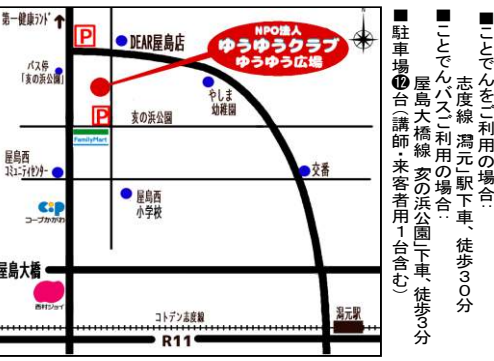 第一健康ランド
P
DEAR屋島店
NPO法人
ゆうゆうクラブ
ゆうゆう広場
バス停
「亥の浜公園」
やしま
幼稚園
P
亥の浜公園
FamilyMart
屋島西
コミュニティセンター
交番
屋島西
小学校
コープかがわ
屋島大橋
西村ジョイ
潟元駅
コトデン志度線
R11
■ことでんをご利用の場合:
志度線「潟元」駅下車、徒歩30分
■ことでんバスご利用の場合:
屋島大橋線「亥の浜公園」下車、徒歩3分
■駐車場⓬台(講師・来客者用1台含む)